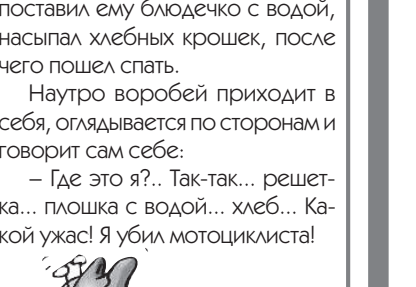 поставил ему блюдечко с водой,
насыпал хлебных крошек, после
чего пошел спать.
Наутро воробей приходит в
себя, оглядывается по сторонам и
говорит сам себе:
– Где это я?.. Так-так... решет-
ка... плошка с водой... хлеб... Ка-
кой ужас! Я убил мотоциклиста!